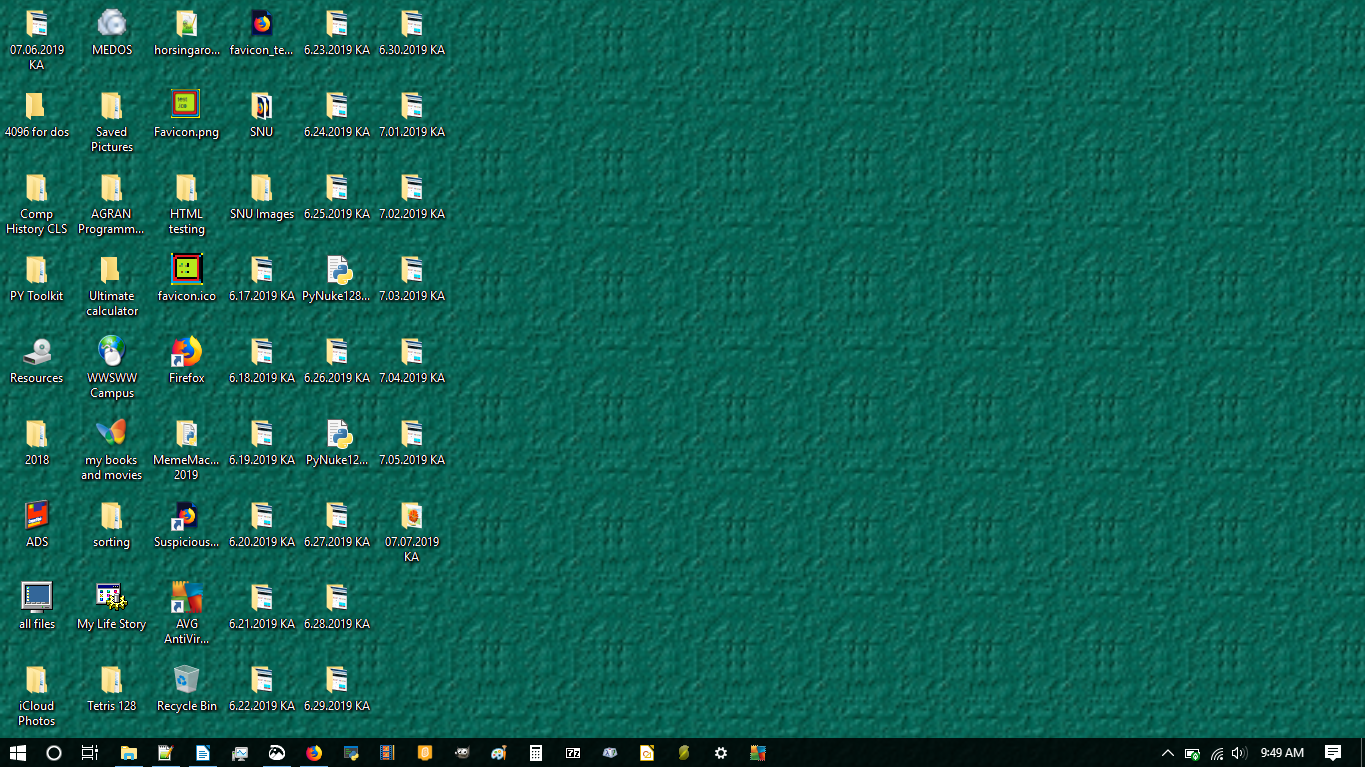 07.06.2019
KA
MEDOS
horsingaro...
favicon_te...
6.23.2019 KA
6.30.2019 KA
4096 for dos
Saved
Pictures
Favicon.png
SNU
6.24.2019 KA
7.01.2019 KA
Comp
History CLS
AGRAN
Programm...
HTML
testing
SNU Images
6.25.2019 KA
7.02.2019 KA
PY Toolkit
Ultimate
calculator
favicon.ico
6.17.2019 KA
PyNuke128...
7.03.2019 KA
Resources
WWSWW
Campus
Firefox
6.18.2019 KA
6.26.2019 KA
7.04.2019 KA
2018
my books
and movies
MemeMac...
2019
6.19.2019 KA
PyNuke12...
7.05.2019 KA
ADS
sorting
Suspicious...
6.20.2019 KA
6.27.2019 KA
07.07.2019
KA
all files
My Life Story
AVG
AntiVir...
6.21.2019 KA
6.28.2019 KA
iCloud
Photos
Tetris 128
Recycle Bin
6.22.2019 KA
6.29.2019 KA
9:49 AM